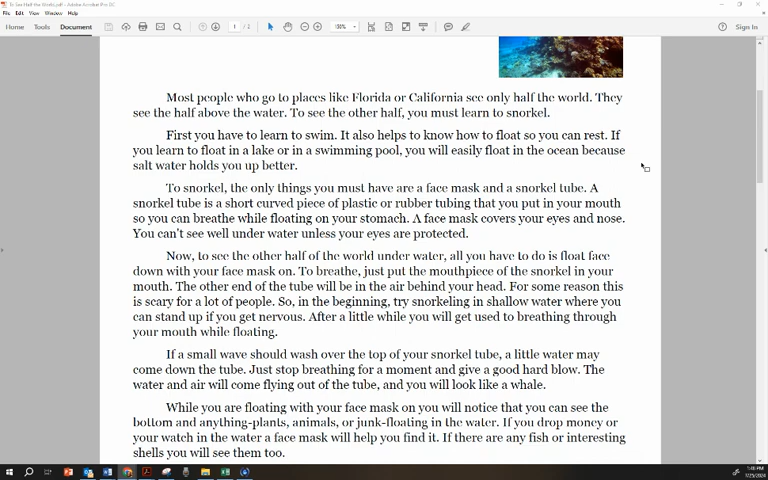 To See Half the World.pdf - Adobe Acrobat Pro DC
File Edit View Window Help
Home Tools Document Sign In
Most people who go to places like Florida or California see only half the world. They
see the half above the water. To see the other half, you must learn to snorkel.
First you have to learn to swim. It also helps to know how to float so you can rest. If
you learn to float in a lake or in a swimming pool, you will easily float in the ocean because
salt water holds you up better.
To snorkel, the only things you must have are a face mask and a snorkel tube. A
snorkel tube is a short curved piece of plastic or rubber tubing that you put in your mouth
so you can breathe while floating on your stomach. A face mask covers your eyes and nose.
You can't see well under water unless your eyes are protected.
Now, to see the other half of the world under water, all you have to do is float face
down with your face mask on. To breathe, just put the mouthpiece of the snorkel in your
mouth. The other end of the tube will be in the air behind your head. For some reason this
is scary for a lot of people. So, in the beginning, try snorkeling in shallow water where you
can stand up if you get nervous. After a little while you will get used to breathing through
your mouth while floating.
If a small wave should wash over the top of your snorkel tube, a little water may
come down the tube. Just stop breathing for a moment and give a good hard blow. The
water and air will come flying out of the tube, and you will look like a whale.
While you are floating with your face mask on you will notice that you can see the
bottom and anything-plants, animals, or junk-floating in the water. If you drop money or
your watch in the water a face mask will help you find it. If there are any fish or interesting
shells you will see them too.